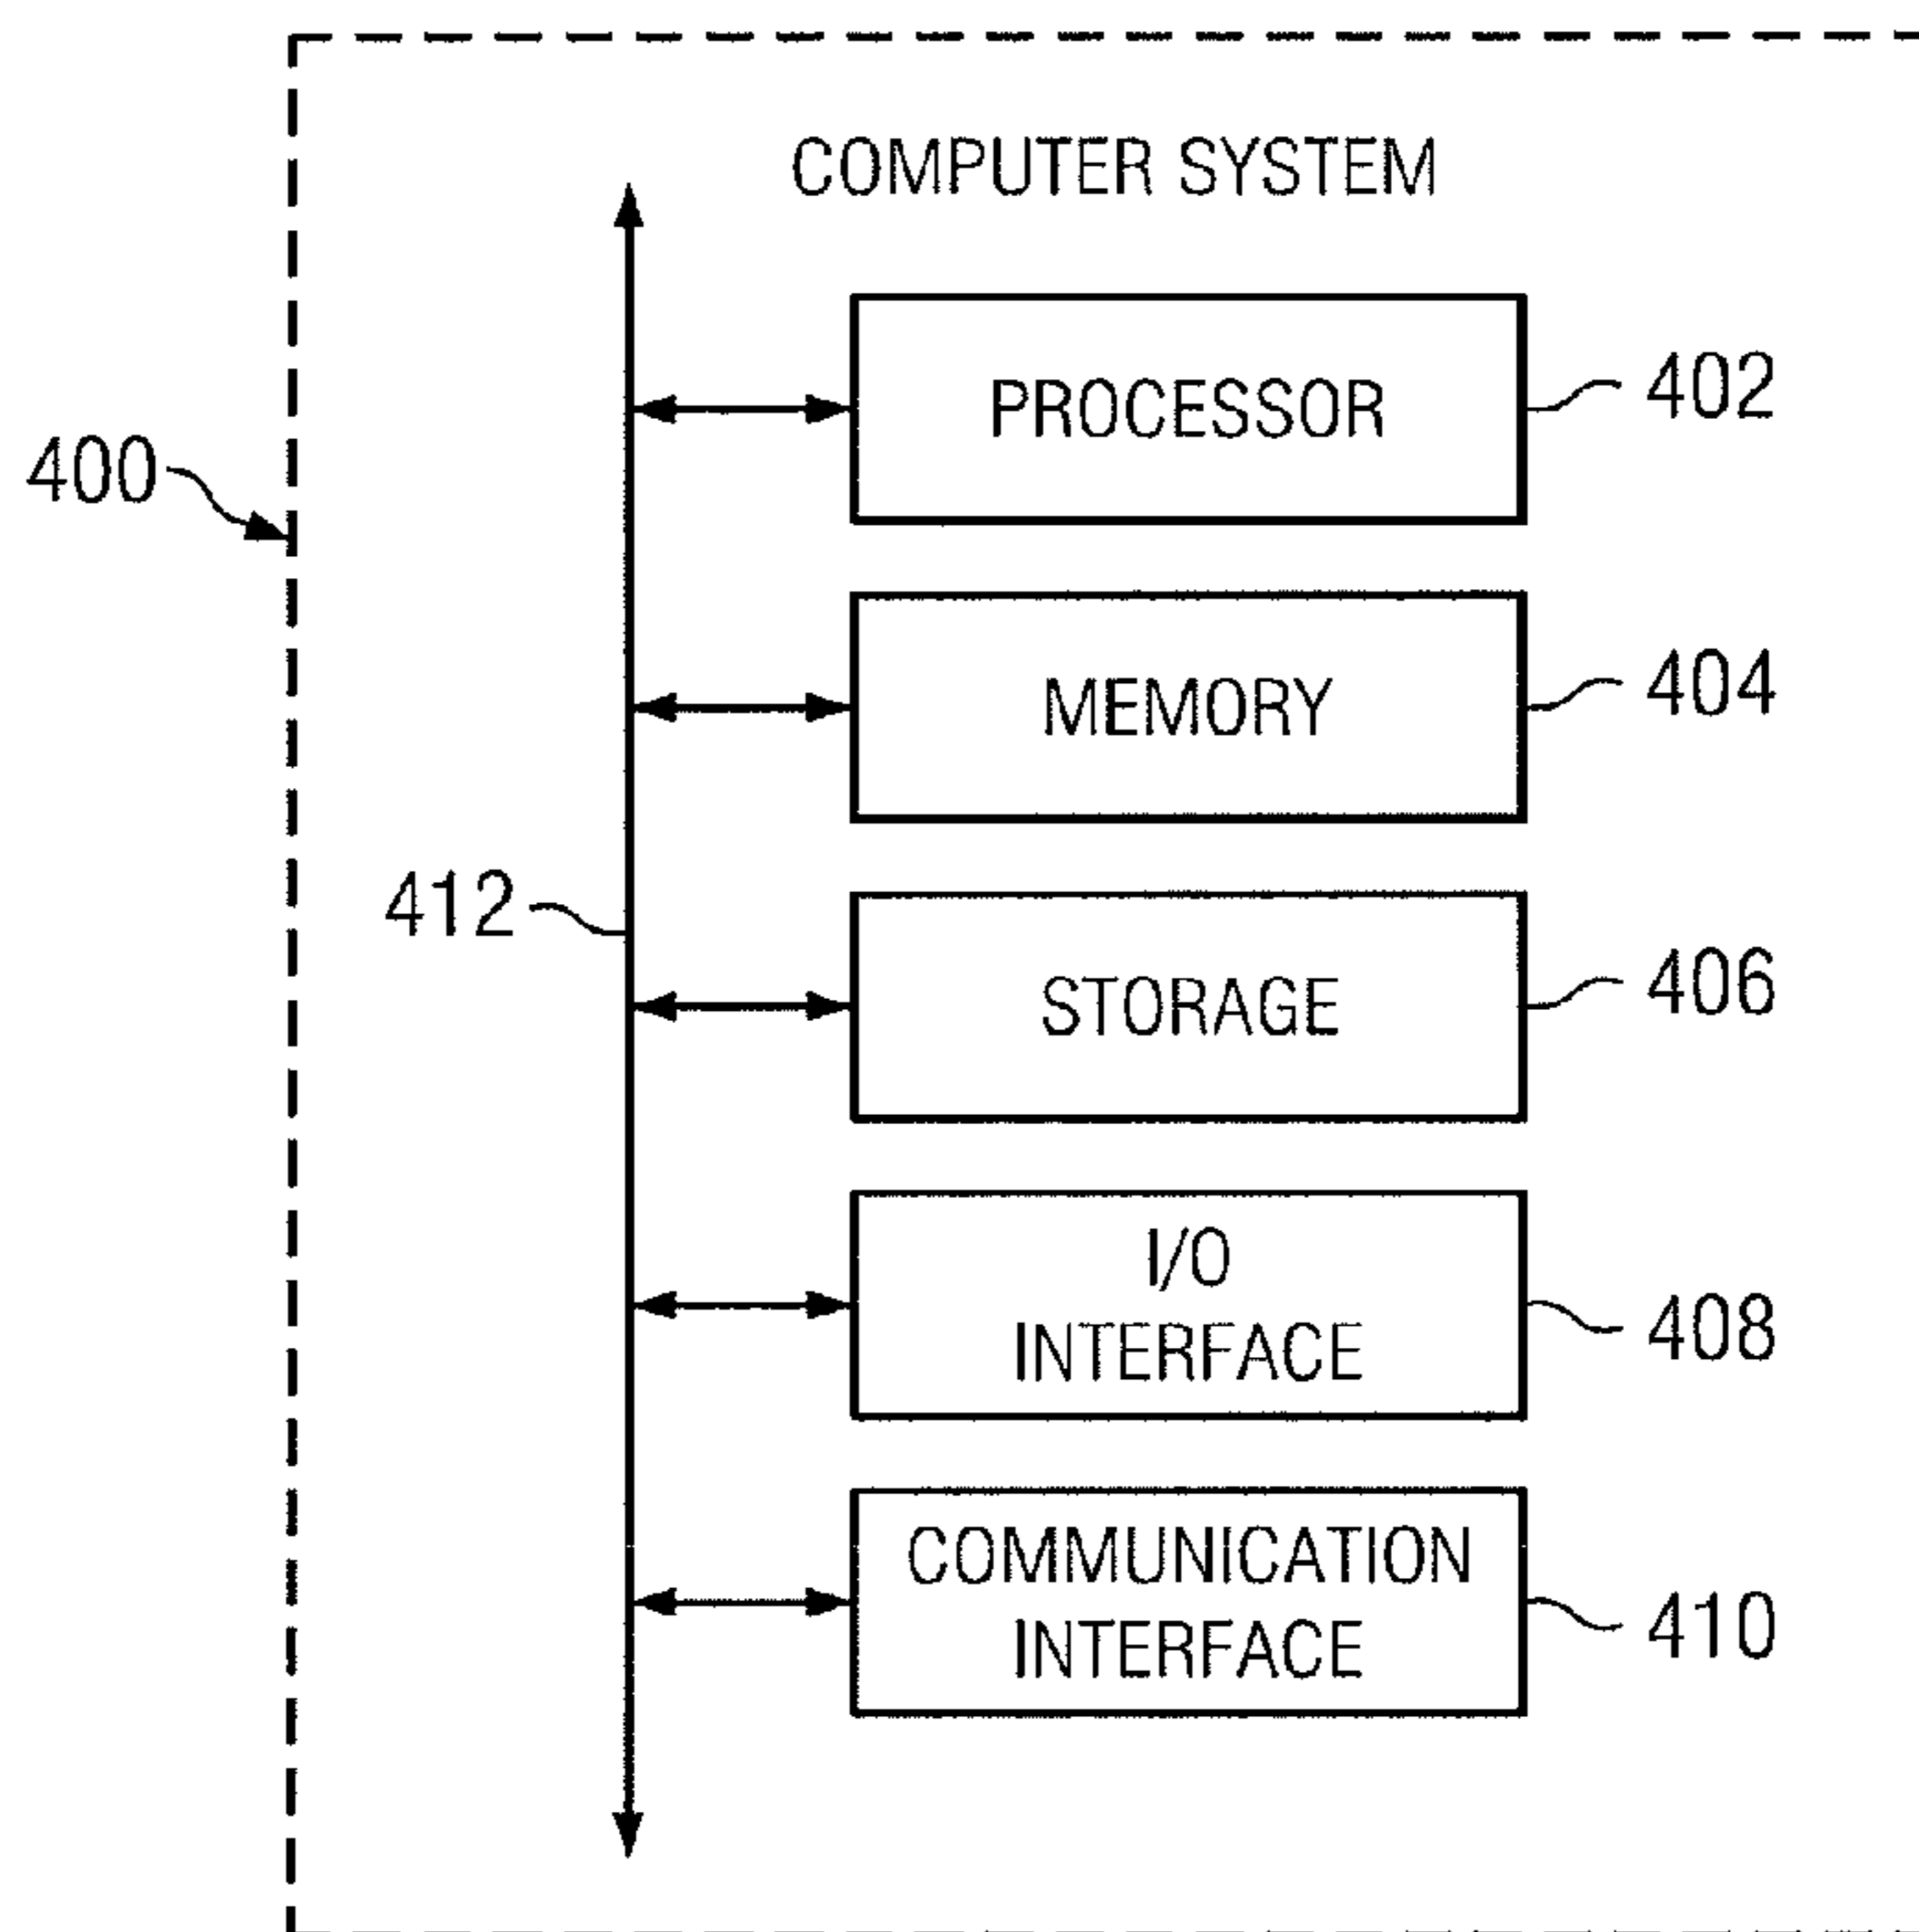 COMPUTER SYSTEM
PROCESSOR
402
400
MEMORY
404
412
STORAGE
406
I/O
INTERFACE
408
COMMUNICATION
INTERFACE
410